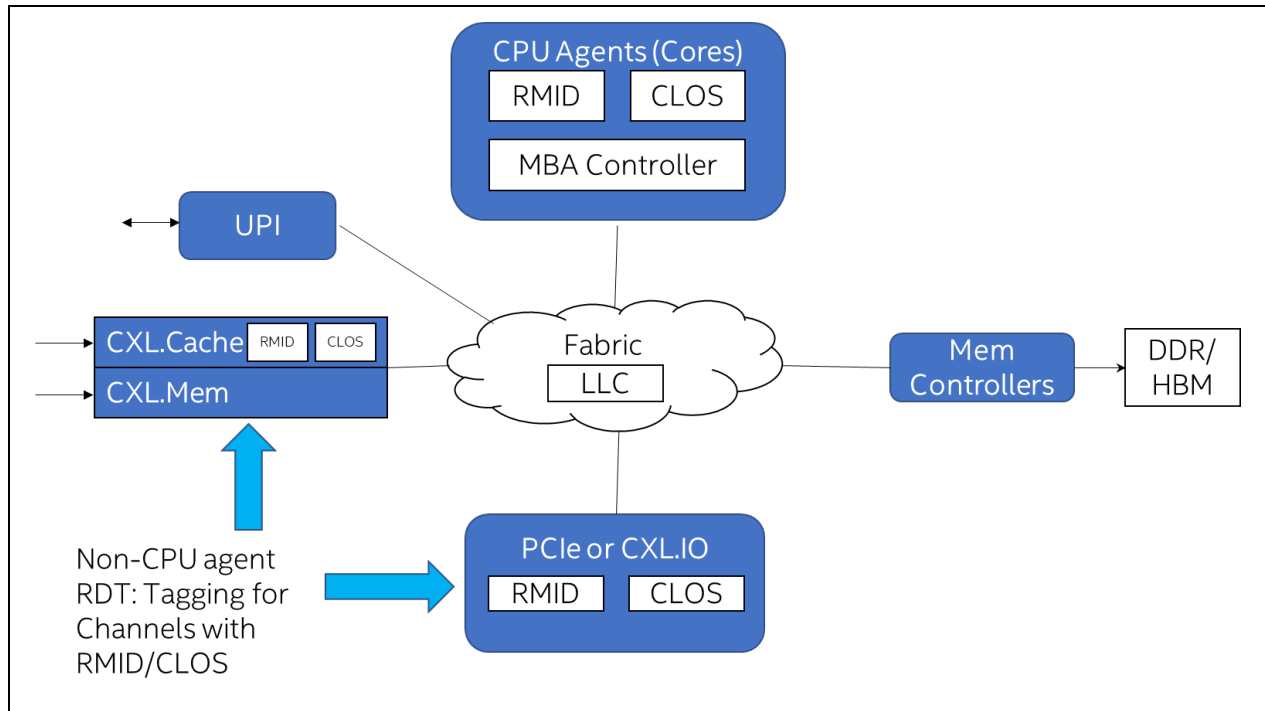 CPU Agents (Cores)
RMID
CLOS
MBA Controller
UPI
CXL.Cache
RMID
CLOS
CXL.Mem
Fabric
LLC
Mem
Controllers
DDR/
HBM
Non-CPU agent
RDT: Tagging for
Channels with
RMID/CLOS
PCIe or CXL.IO
RMID
CLOS